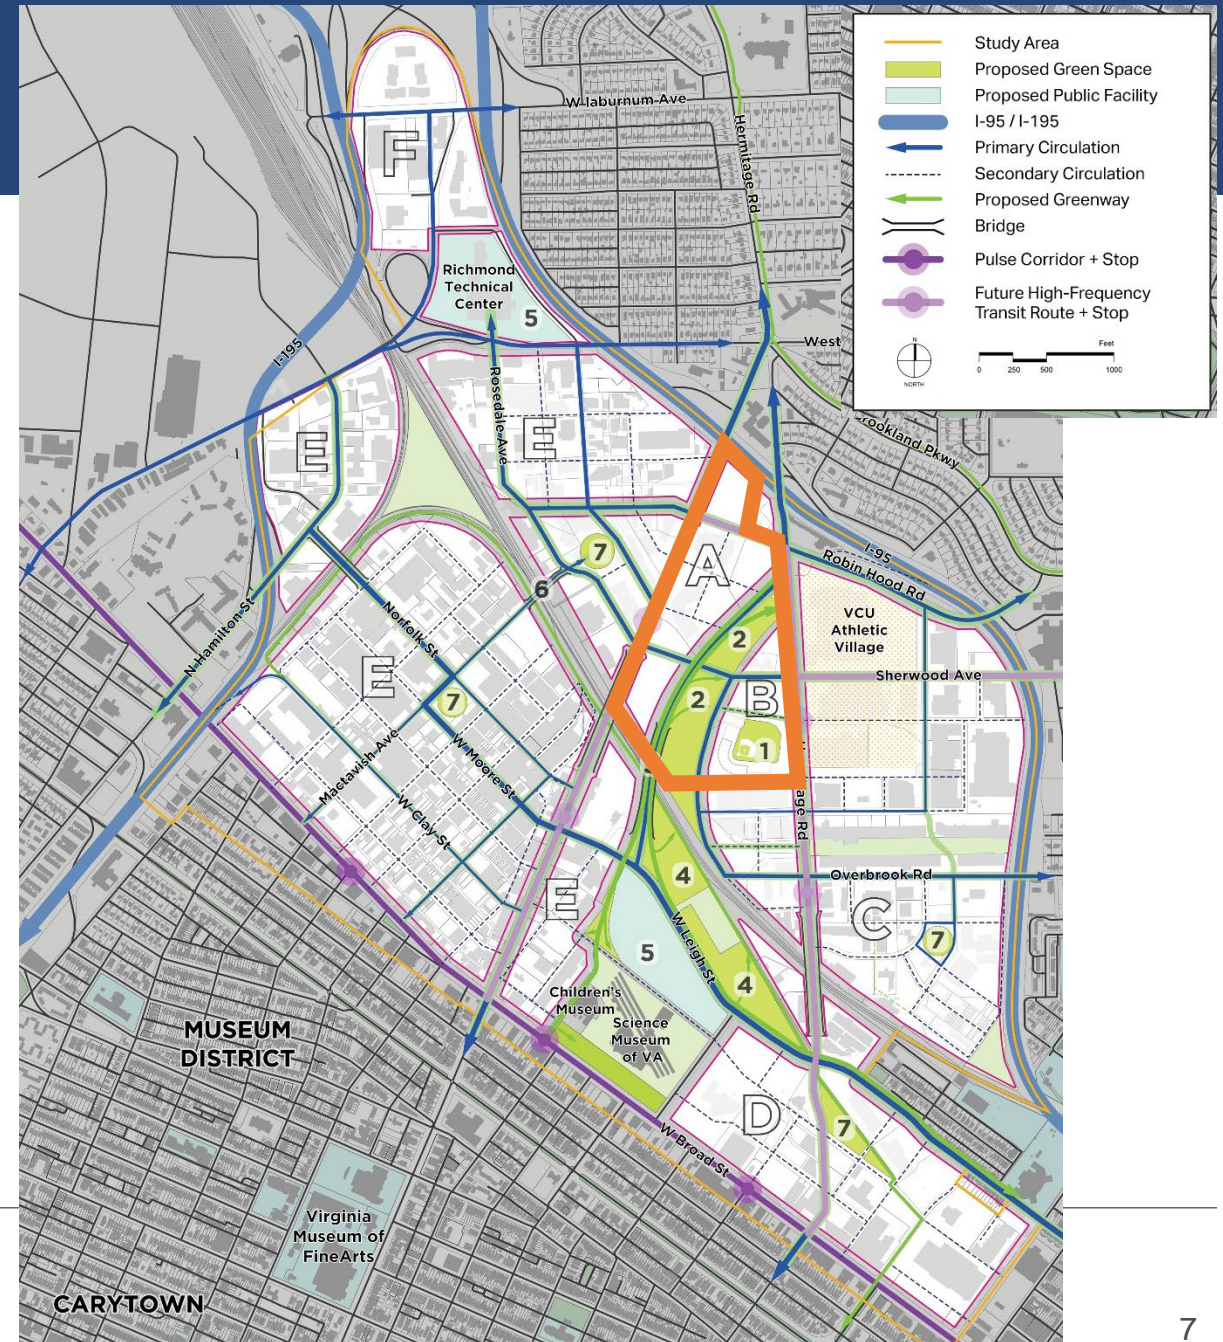 Study Area
Proposed Green Space
Proposed Public Facility
I-95 / I-195
Primary Circulation
Secondary Circulation
Proposed Greenway
Bridge
Pulse Corridor + Stop
Future High-Frequency
Transit Route + Stop
N
NORTH
Feet
0 250 500 1000
W laburnum Ave
Hermitage Rd
F
Richmond
Technical
Center
5
I-195
West
Rosedale Ave
E
E
rookland Pkwy
7
A
I-95
Robin Hood Rd
6
VCU
Athletic
Village
N Hamilton St
Norfolk St
2
Sherwood Ave
E
7
2
B
1
Mactavish Ave
W Moore St
W Clay St
age Rd
4
Overbrook Rd
E
C
7
W Leigh St
5
4
Children's
Museum
Science
Museum
of VA
MUSEUM
DISTRICT
D
7
W Broad St
Virginia
Museum of
FineArts
CARYTOWN
7